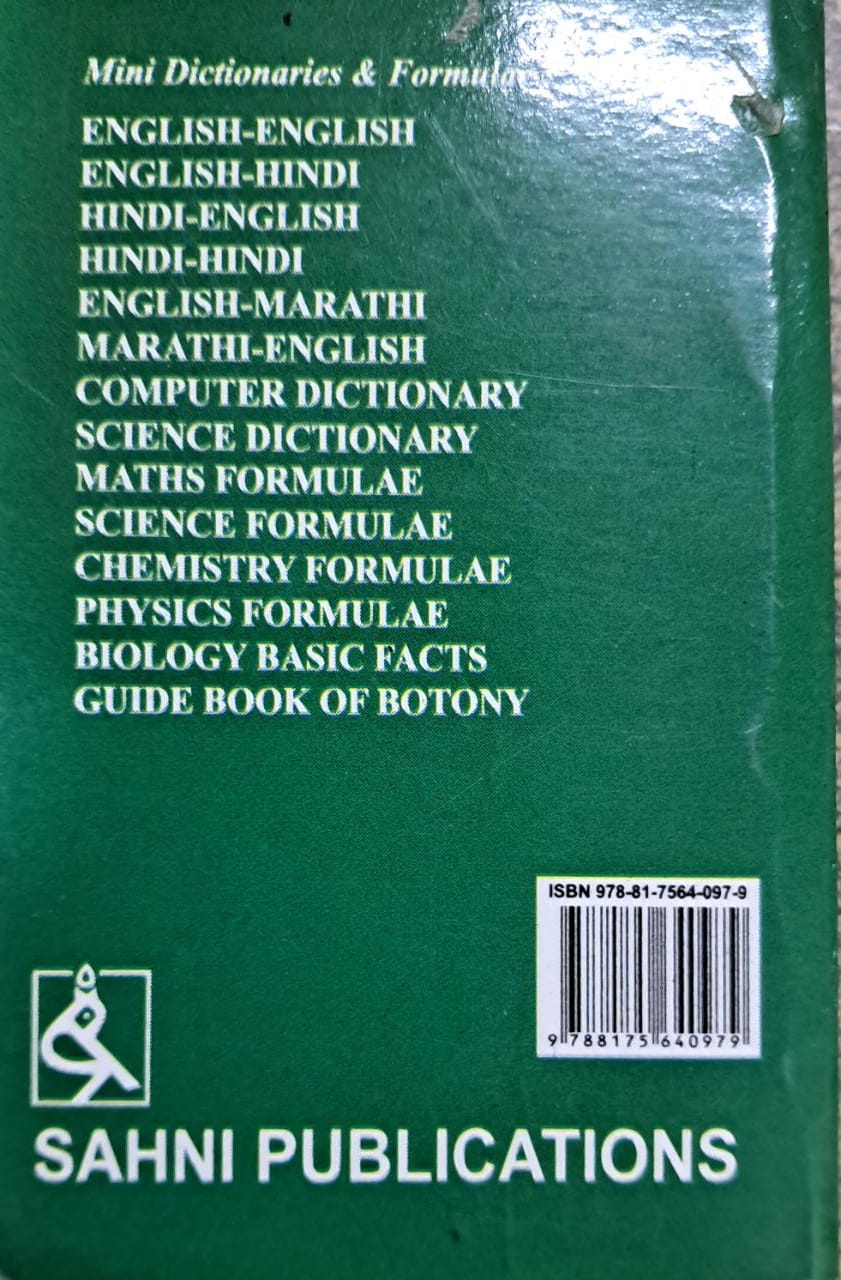 Mini Dictionaries & Formulae
ENGLISH-ENGLISH
ENGLISH-HINDI
HINDI-ENGLISH
HINDI-HINDI
ENGLISH-MARATHI
MARATHI-ENGLISH
COMPUTER DICTIONARY
SCIENCE DICTIONARY
MATHS FORMULAE
SCIENCE FORMULAE
CHEMISTRY FORMULAE
PHYSICS FORMULAE
BIOLOGY BASIC FACTS
GUIDE BOOK OF BOTONY
ISBN 978-81-7564-097-9
9 788175 640979
SAHNI PUBLICATIONS